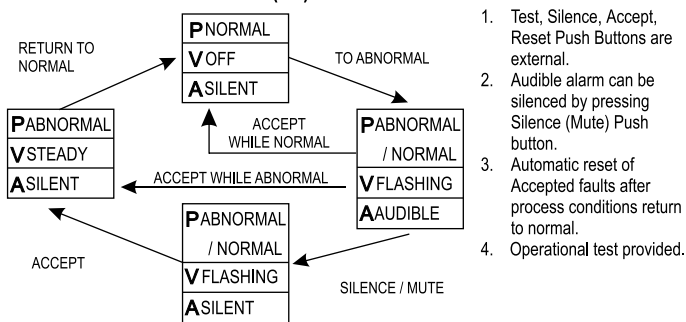 PNORMAL
VOFF
ASILENT
RETURN TO
NORMAL
TO ABNORMAL
PABNORMAL
VSTEADY
ASILENT
ACCEPT
WHILE NORMAL
PABNORMAL
/ NORMAL
VFLASHING
AAUDIBLE
ACCEPT WHILE ABNORMAL
PABNORMAL
/ NORMAL
VFLASHING
ASILENT
ACCEPT
SILENCE / MUTE
1. Test, Silence, Accept,
Reset Push Buttons are
external.
2. Audible alarm can be
silenced by pressing
Silence (Mute) Push
button.
3. Automatic reset of
Accepted faults after
process conditions return
to normal.
4. Operational test provided.